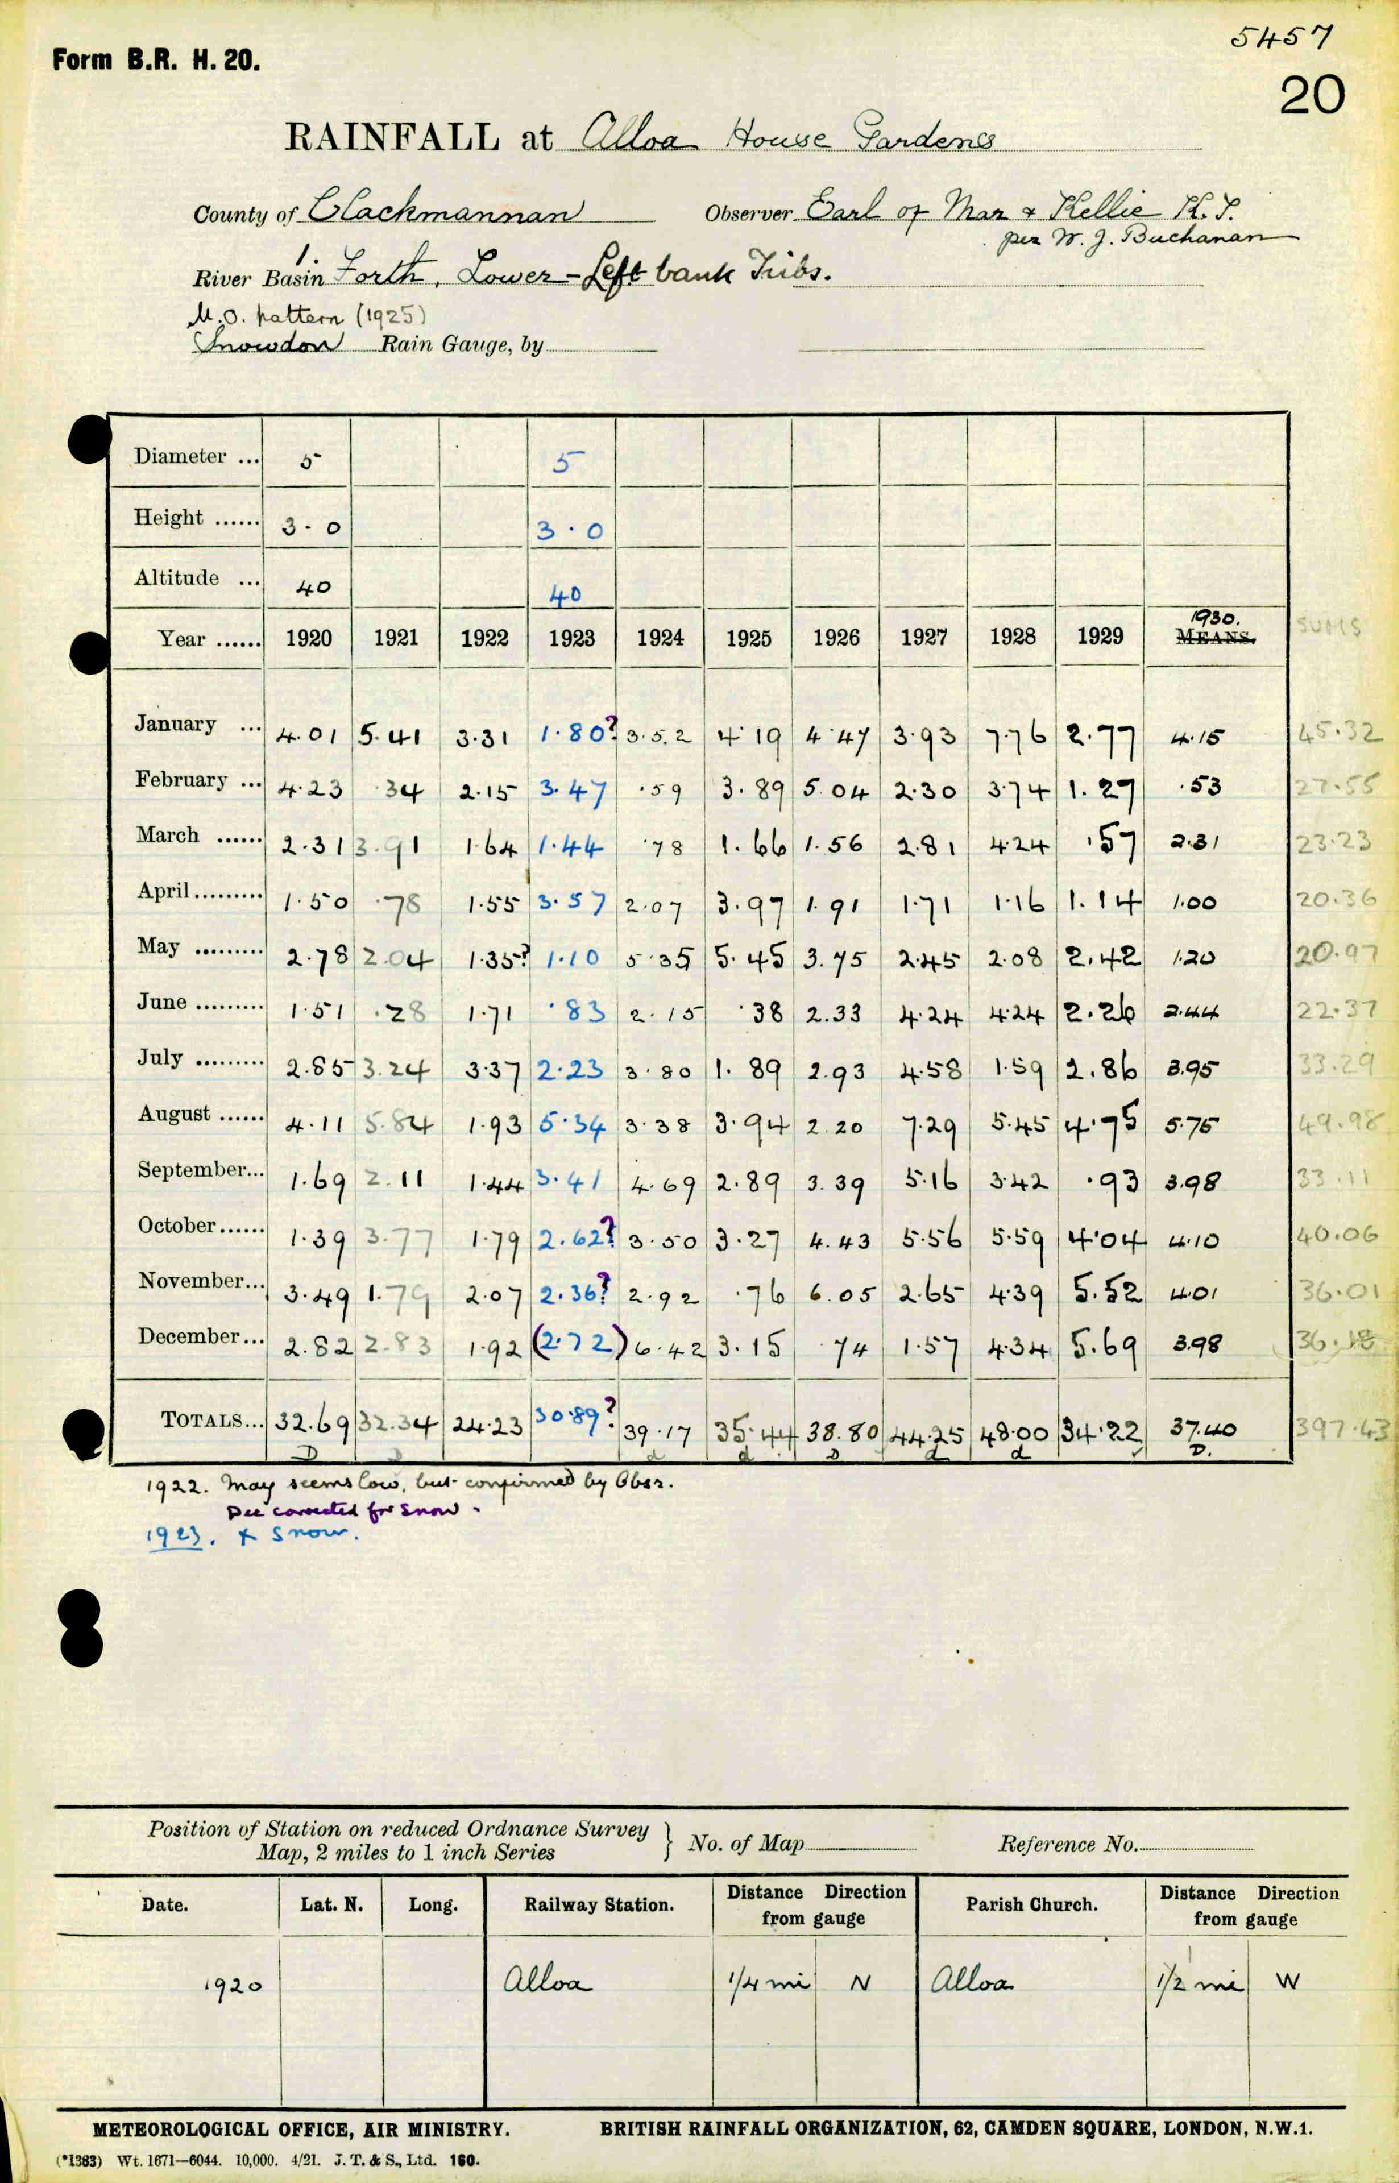 5457
Form B.R. H. 20.
20
RAINFALL at Alloa House Gardens
County of Clackmannan Observer Earl of Mar & Kellie K.T.
per W. J. Buchanan
River Basin Forth, Lower - Left bank Tribs.
M.O. pattern (1925)
Snowdon Rain Gauge, by
Diameter ... 5 5
Height ...... 3.0 3.0
Altitude ... 40 40
1930.
Year ...... 1920 1921 1922 1923 1924 1925 1926 1927 1928 1929 MEANS. SUMS
January ... 4.01 5.41 3.31 1.80? 3.52 4.19 4.47 3.93 7.76 2.77 4.15 45.32
February ... 4.23 .34 2.15 3.47 .59 3.89 5.04 2.30 3.74 1.27 .53 27.55
March ...... 2.31 3.91 1.64 1.44 .78 1.66 1.56 2.81 4.24 .57 2.31 23.23
April ......... 1.50 .78 1.55 3.57 2.07 3.97 1.91 1.71 1.16 1.14 1.00 20.36
May ......... 2.78 2.04 1.35? 1.10 5.35 5.45 3.75 2.45 2.08 2.42 1.20 20.97
June ......... 1.51 .28 1.71 .83 2.15 .38 2.33 4.24 4.24 2.26 2.44 22.37
July ......... 2.85 3.24 3.37 2.23 3.80 1.89 2.93 4.58 1.59 2.86 3.95 33.29
August ...... 4.11 5.84 1.93 5.34 3.38 3.94 2.20 7.29 5.45 4.75 5.75 49.98
September... 1.69 2.11 1.44 3.41 4.69 2.89 3.39 5.16 3.42 .93 3.98 33.11
October...... 1.39 3.77 1.79 2.62? 3.50 3.27 4.43 5.56 5.59 4.04 4.10 40.06
November... 3.49 1.79 2.07 2.36? 2.92 .76 6.05 2.65 4.39 5.52 4.01 36.01
December... 2.82 2.83 1.92 (2.72) 6.42 3.15 .74 1.57 4.34 5.69 3.98 36.18
TOTALS... 32.69 32.34 24.23 30.89? 39.17 35.44 38.80 44.25 48.00 34.22 37.40 397.43
D D d d D d d D.
1922. May seems low, but confirmed by Obsr.
Dec corrected for snow.
1923. + Snow.
Position of Station on reduced Ordnance Survey
Map, 2 miles to 1 inch Series } No. of Map Reference No.
Date. Lat. N. Long. Railway Station. Distance Direction from gauge Parish Church. Distance Direction from gauge
1920 Alloa 1/4 mi N Alloa 1/2 mi W
METEOROLOGICAL OFFICE, AIR MINISTRY. BRITISH RAINFALL ORGANIZATION, 62, CAMDEN SQUARE, LONDON, N.W.1.
(*1383) Wt. 1671—6044. 10,000. 4/21. J. T. & S., Ltd. 160.